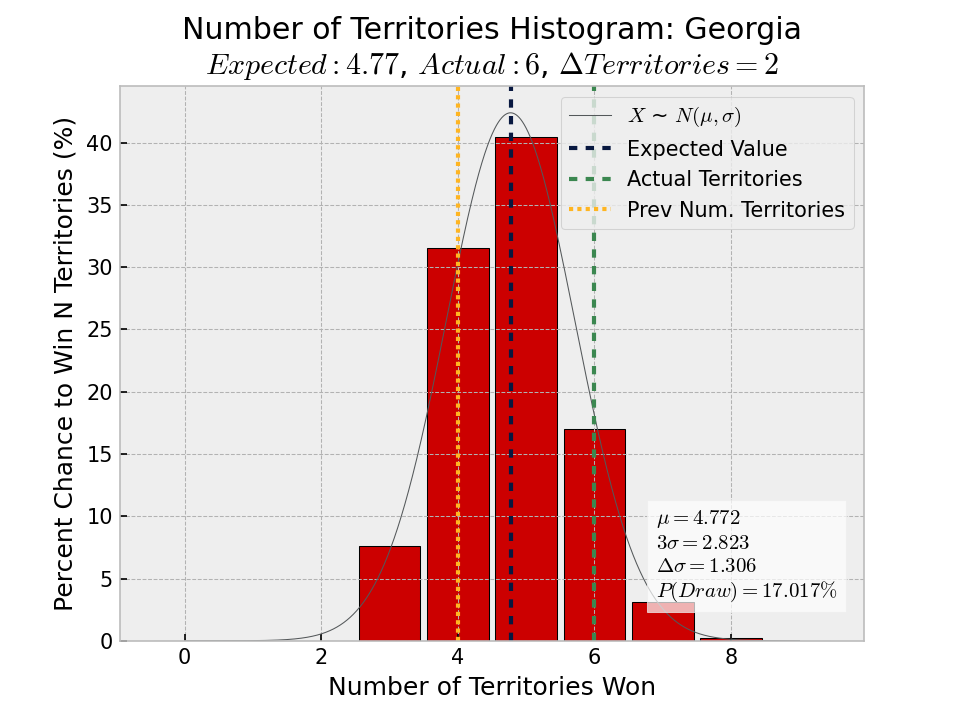 Number of Territories Histogram: Georgia
Expected : 4.77, Actual : 6, ΔTerritories = 2
Percent Chance to Win N Territories (%)
40
35
30
25
20
15
10
5
0
X ~ N(μ, σ)
Expected Value
Actual Territories
Prev Num. Territories
μ = 4.772
3σ = 2.823
Δσ = 1.306
P(Draw) = 17.017%
0 2 4 6 8
Number of Territories Won